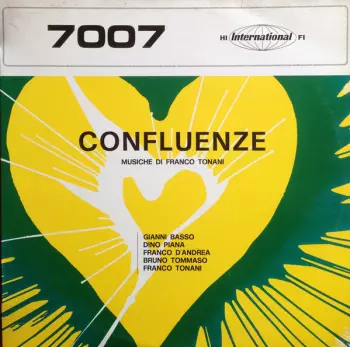 7007
HI International FI
CONFLUENZE
MUSICHE DI FRANCO TONANI
GIANNI BASSO
DINO PIANA
FRANCO D'ANDREA
BRUNO TOMMASO
FRANCO TONANI